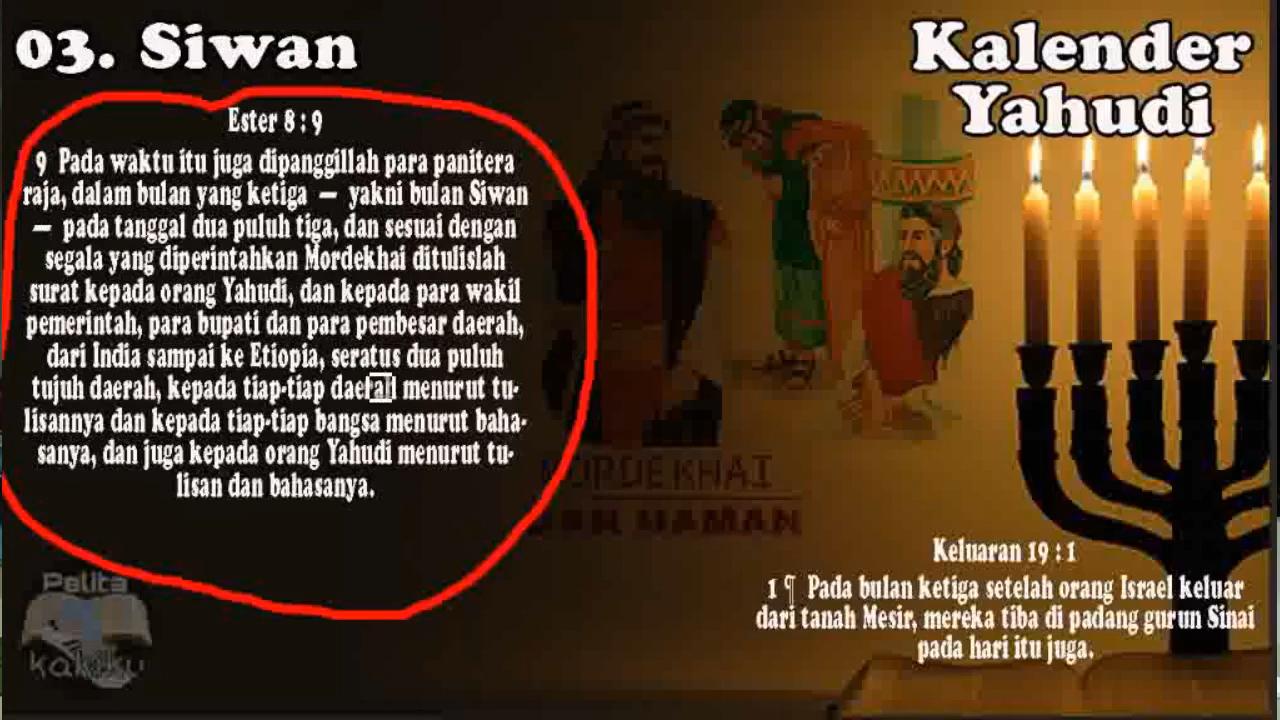 03. Siwan
Kalender
Yahudi
Ester 8 : 9
9 Pada waktu itu juga dipanggillah para panitera
raja, dalam bulan yang ketiga — yakni bulan Siwan
— pada tanggal dua puluh tiga, dan sesuai dengan
segala yang diperintahkan Mordekhai ditulislah
surat kepada orang Yahudi, dan kepada para wakil
pemerintah, para bupati dan para pembesar daerah,
dari India sampai ke Etiopia, seratus dua puluh
tujuh daerah, kepada tiap-tiap daerah menurut tu-
lisannya dan kepada tiap-tiap bangsa menurut baha-
sanya, dan juga kepada orang Yahudi menurut tu-
lisan dan bahasanya.
MORDEKHAI
DAN HAMAN
Keluaran 19 : 1
1 ¶ Pada bulan ketiga setelah orang Israel keluar
dari tanah Mesir, mereka tiba di padang gurun Sinai
pada hari itu juga.
Pelita
kakiku